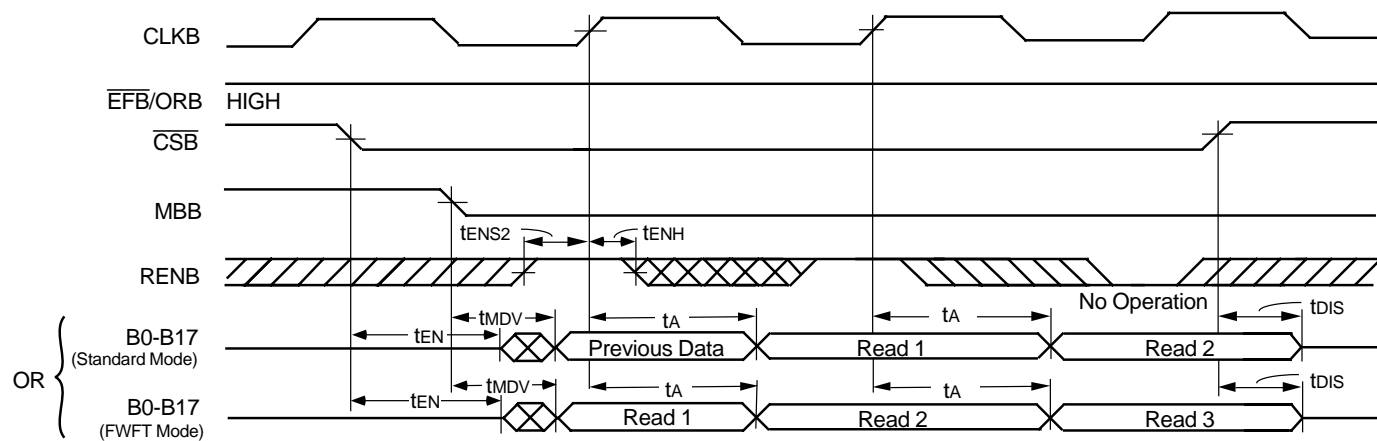 CLKB
EFB/ORB HIGH
CSB
MBB
tENS2 tENH
RENB
No Operation
tMDV tA tA tDIS
B0-B17 tEN
(Standard Mode)
Previous Data Read 1 Read 2
OR
tMDV tA tA tDIS
B0-B17 tEN
(FWFT Mode)
Read 1 Read 2 Read 3